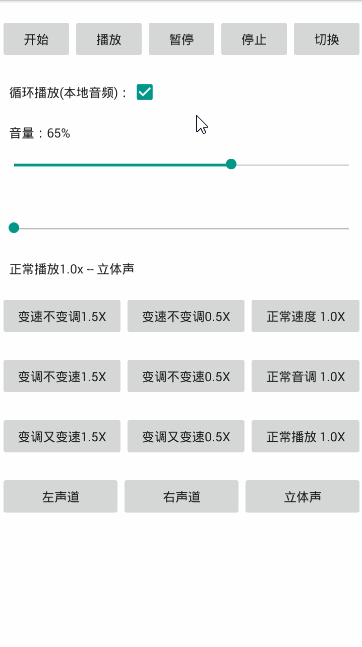 开始 播放 暂停 停止 切换
循环播放(本地音频)：
音量：65%
正常播放1.0x -- 立体声
变速不变调1.5X 变速不变调0.5X 正常速度 1.0X
变调不变速1.5X 变调不变速0.5X 正常音调 1.0X
变调又变速1.5X 变调又变速0.5X 正常播放 1.0X
左声道 右声道 立体声